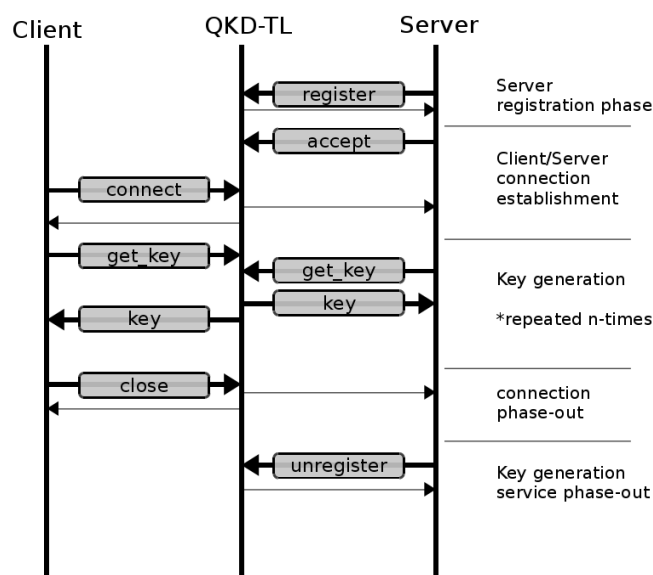 Client QKD-TL Server
register
Server
registration phase
accept
Client/Server
connection
establishment
connect
get_key
get_key
Key generation
key
key
*repeated n-times
close
connection
phase-out
unregister
Key generation
service phase-out